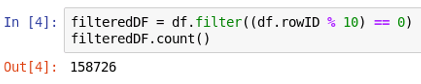 In [4]: filteredDF = df.filter((df.rowID % 10) == 0)
filteredDF.count()
Out[4]: 158726